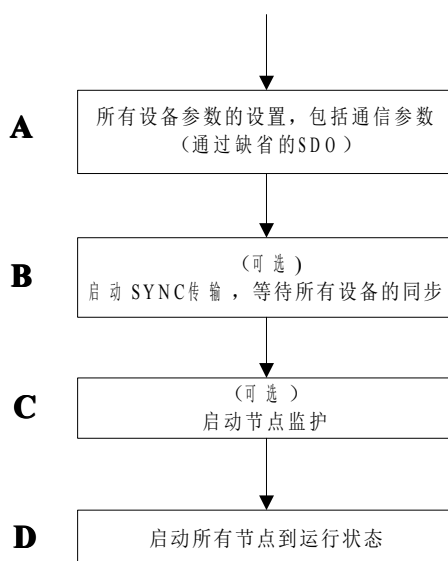 A
所有设备参数的设置，包括通信参数
（通过缺省的SDO）
B
(可选)
启动SYNC传输，等待所有设备的同步
C
(可选)
启动节点监护
D
启动所有节点到运行状态